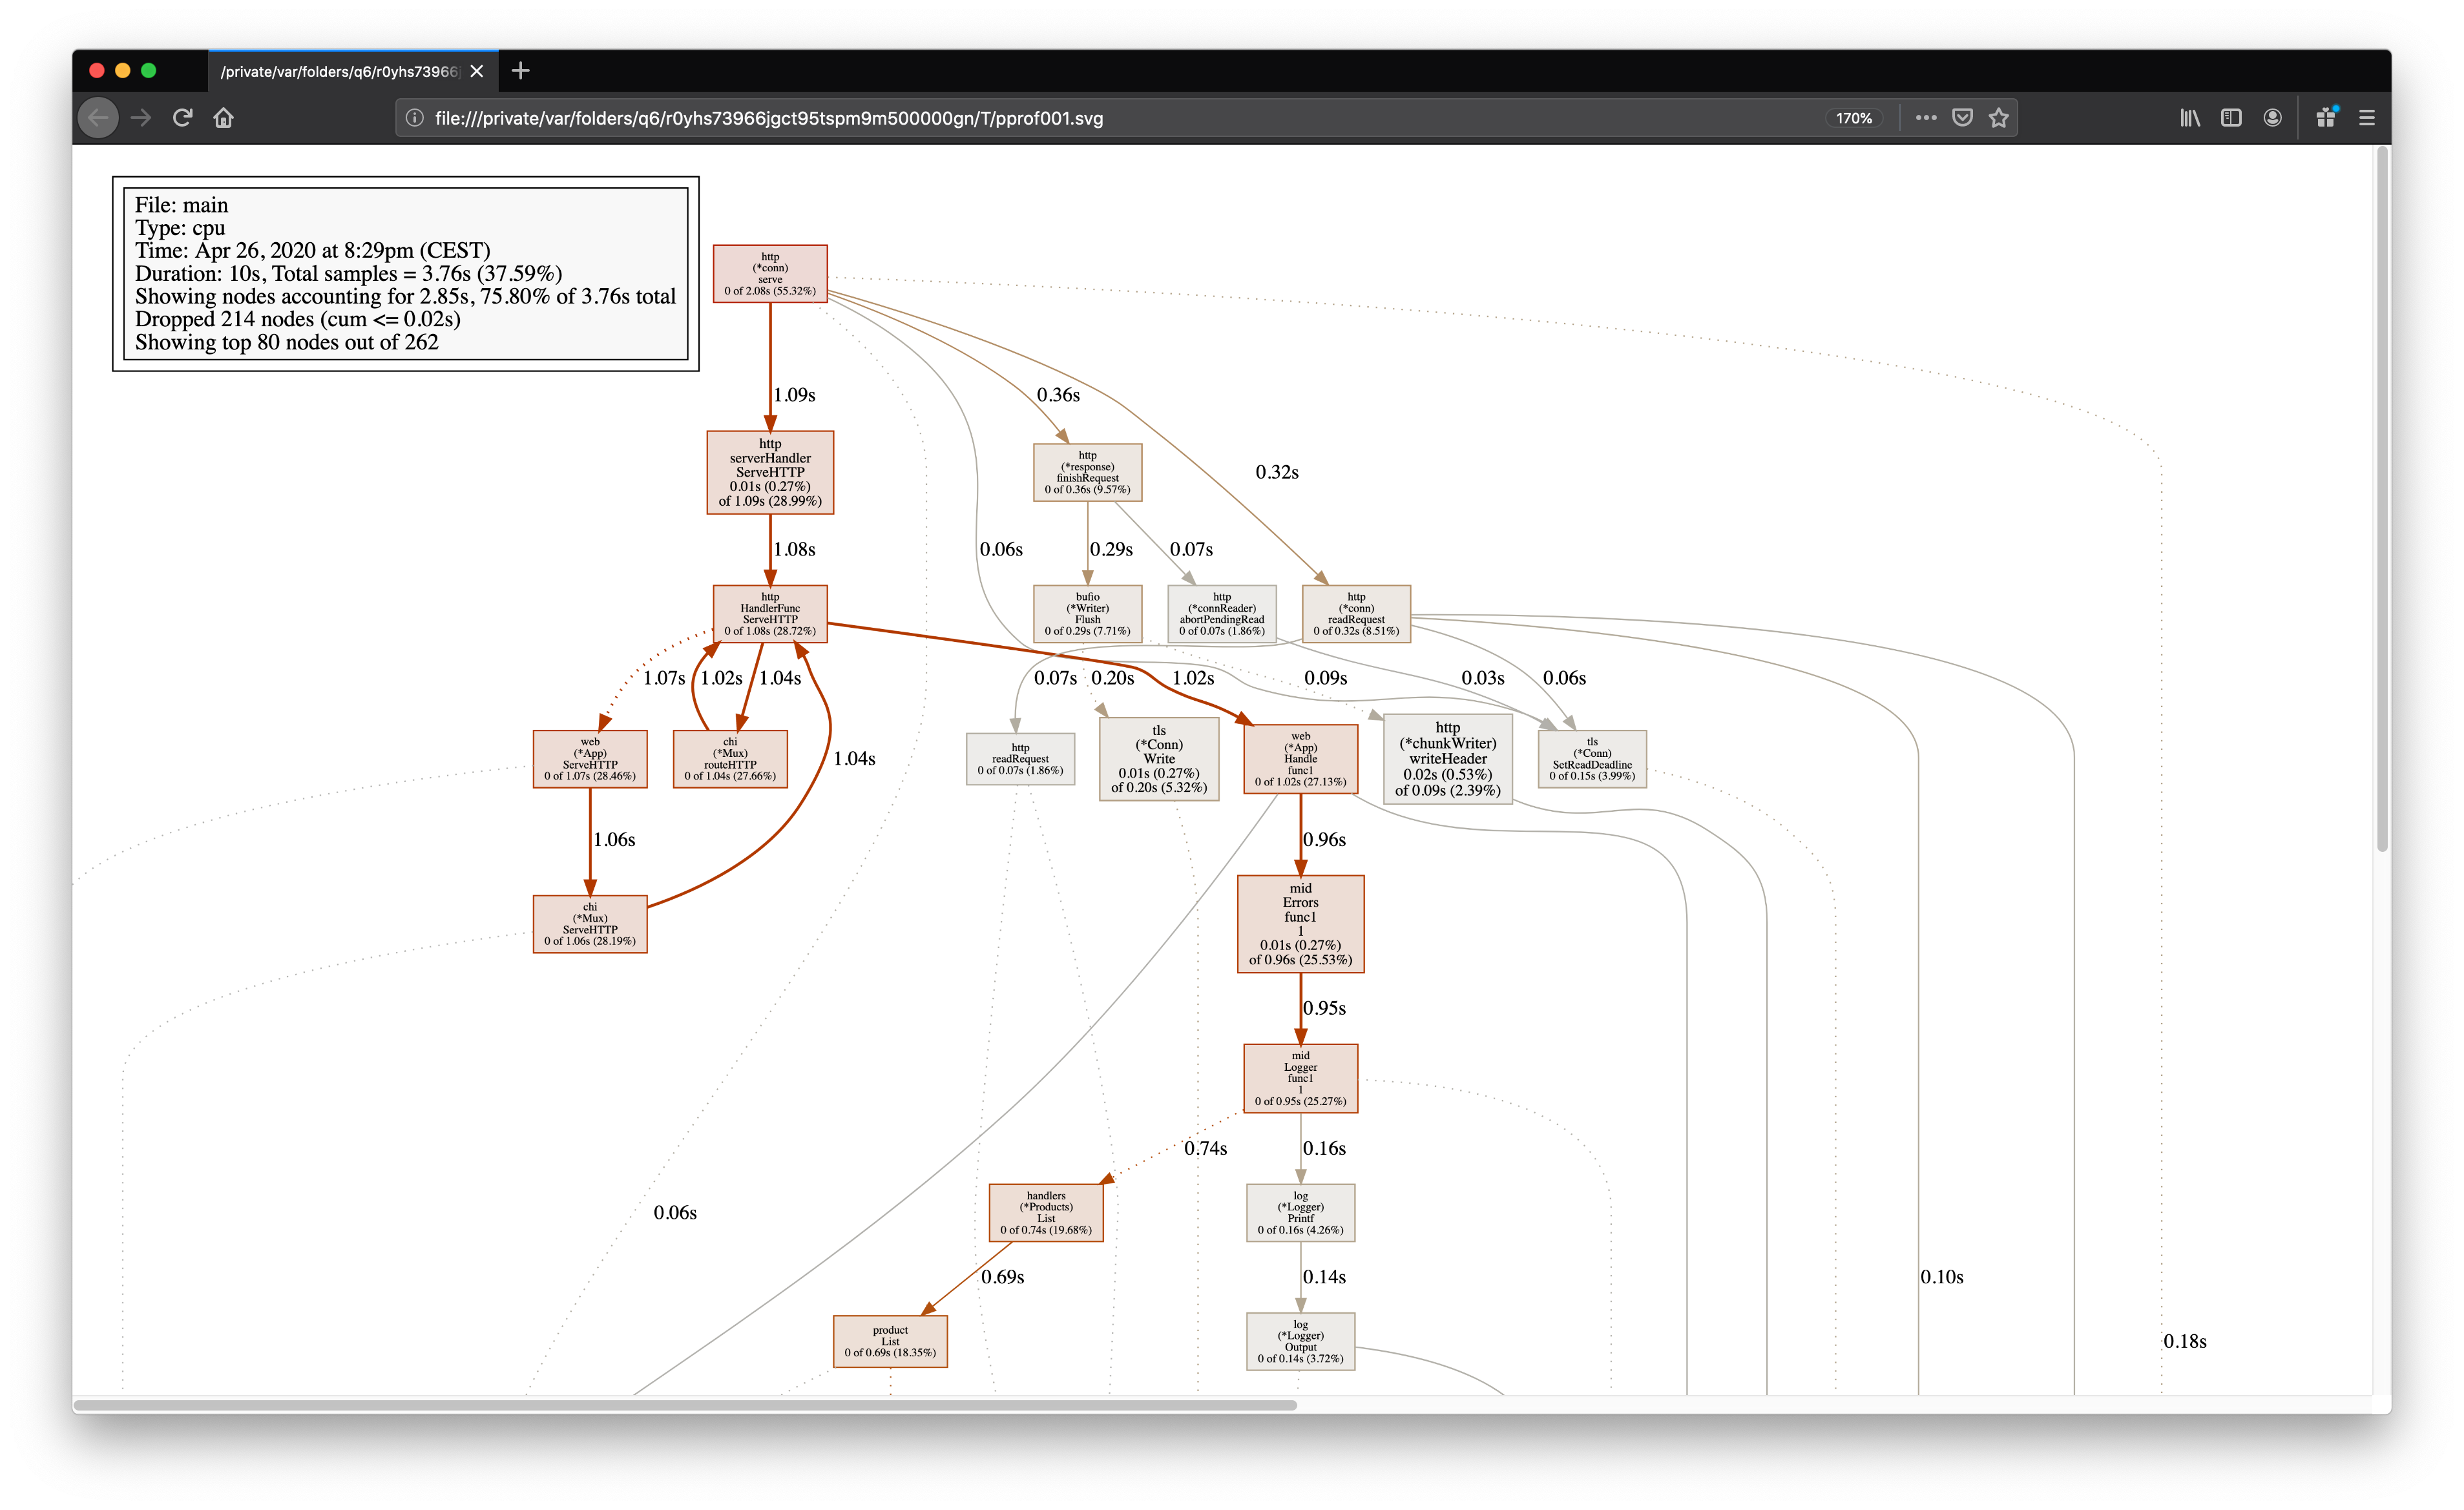 /private/var/folders/q6/r0yhs73966j
file:///private/var/folders/q6/r0yhs73966jgct95tspm9m500000gn/T/pprof001.svg
170%
File: main
Type: cpu
Time: Apr 26, 2020 at 8:29pm (CEST)
Duration: 10s, Total samples = 3.76s (37.59%)
Showing nodes accounting for 2.85s, 75.80% of 3.76s total
Dropped 214 nodes (cum <= 0.02s)
Showing top 80 nodes out of 262
http
(*conn)
serve
0 of 2.08s (55.32%)
1.09s
0.36s
0.32s
http
serverHandler
ServeHTTP
0.01s (0.27%)
of 1.09s (28.99%)
http
(*response)
finishRequest
0 of 0.36s (9.57%)
1.08s
0.06s
0.29s
0.07s
http
HandlerFunc
ServeHTTP
0 of 1.08s (28.72%)
bufio
(*Writer)
Flush
0 of 0.29s (7.71%)
http
(*connReader)
abortPendingRead
0 of 0.07s (1.86%)
http
(*conn)
readRequest
0 of 0.32s (8.51%)
1.07s
1.02s
1.04s
0.07s
0.20s
1.02s
0.09s
0.03s
0.06s
web
(*App)
ServeHTTP
0 of 1.07s (28.46%)
chi
(*Mux)
routeHTTP
0 of 1.04s (27.66%)
1.04s
http
readRequest
0 of 0.07s (1.86%)
tls
(*Conn)
Write
0.01s (0.27%)
of 0.20s (5.32%)
web
(*App)
Handle
func1
0 of 1.02s (27.13%)
http
(*chunkWriter)
writeHeader
0.02s (0.53%)
of 0.09s (2.39%)
tls
(*Conn)
SetReadDeadline
0 of 0.15s (3.99%)
1.06s
0.96s
chi
(*Mux)
ServeHTTP
0 of 1.06s (28.19%)
mid
Errors
func1
1
0.01s (0.27%)
of 0.96s (25.53%)
0.95s
mid
Logger
func1
1
0 of 0.95s (25.27%)
0.74s
0.16s
0.06s
handlers
(*Products)
List
0 of 0.74s (19.68%)
log
(*Logger)
Printf
0 of 0.16s (4.26%)
0.69s
0.14s
0.10s
product
List
0 of 0.69s (18.35%)
log
(*Logger)
Output
0 of 0.14s (3.72%)
0.18s